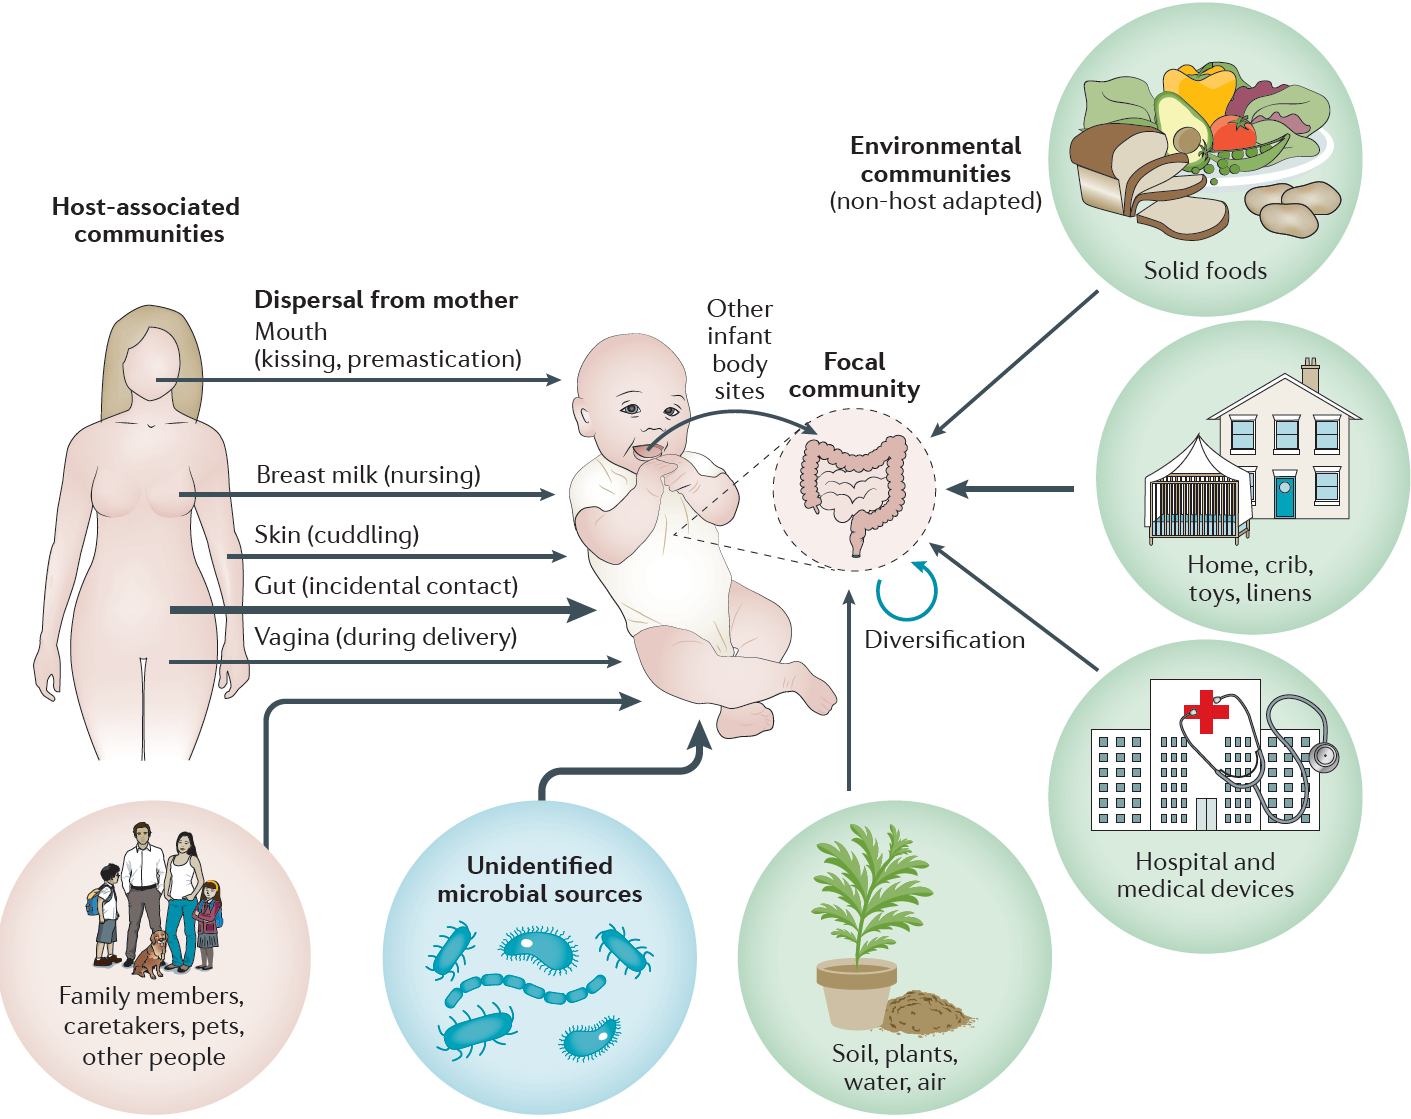 Host-associated
communities
Dispersal from mother
Mouth
(kissing, premastication)
Breast milk (nursing)
Skin (cuddling)
Gut (incidental contact)
Vagina (during delivery)
Other
infant
body
sites
Focal
community
Diversification
Environmental
communities
(non-host adapted)
Solid foods
Home, crib,
toys, linens
Hospital and
medical devices
Soil, plants,
water, air
Unidentified
microbial sources
Family members,
caretakers, pets,
other people